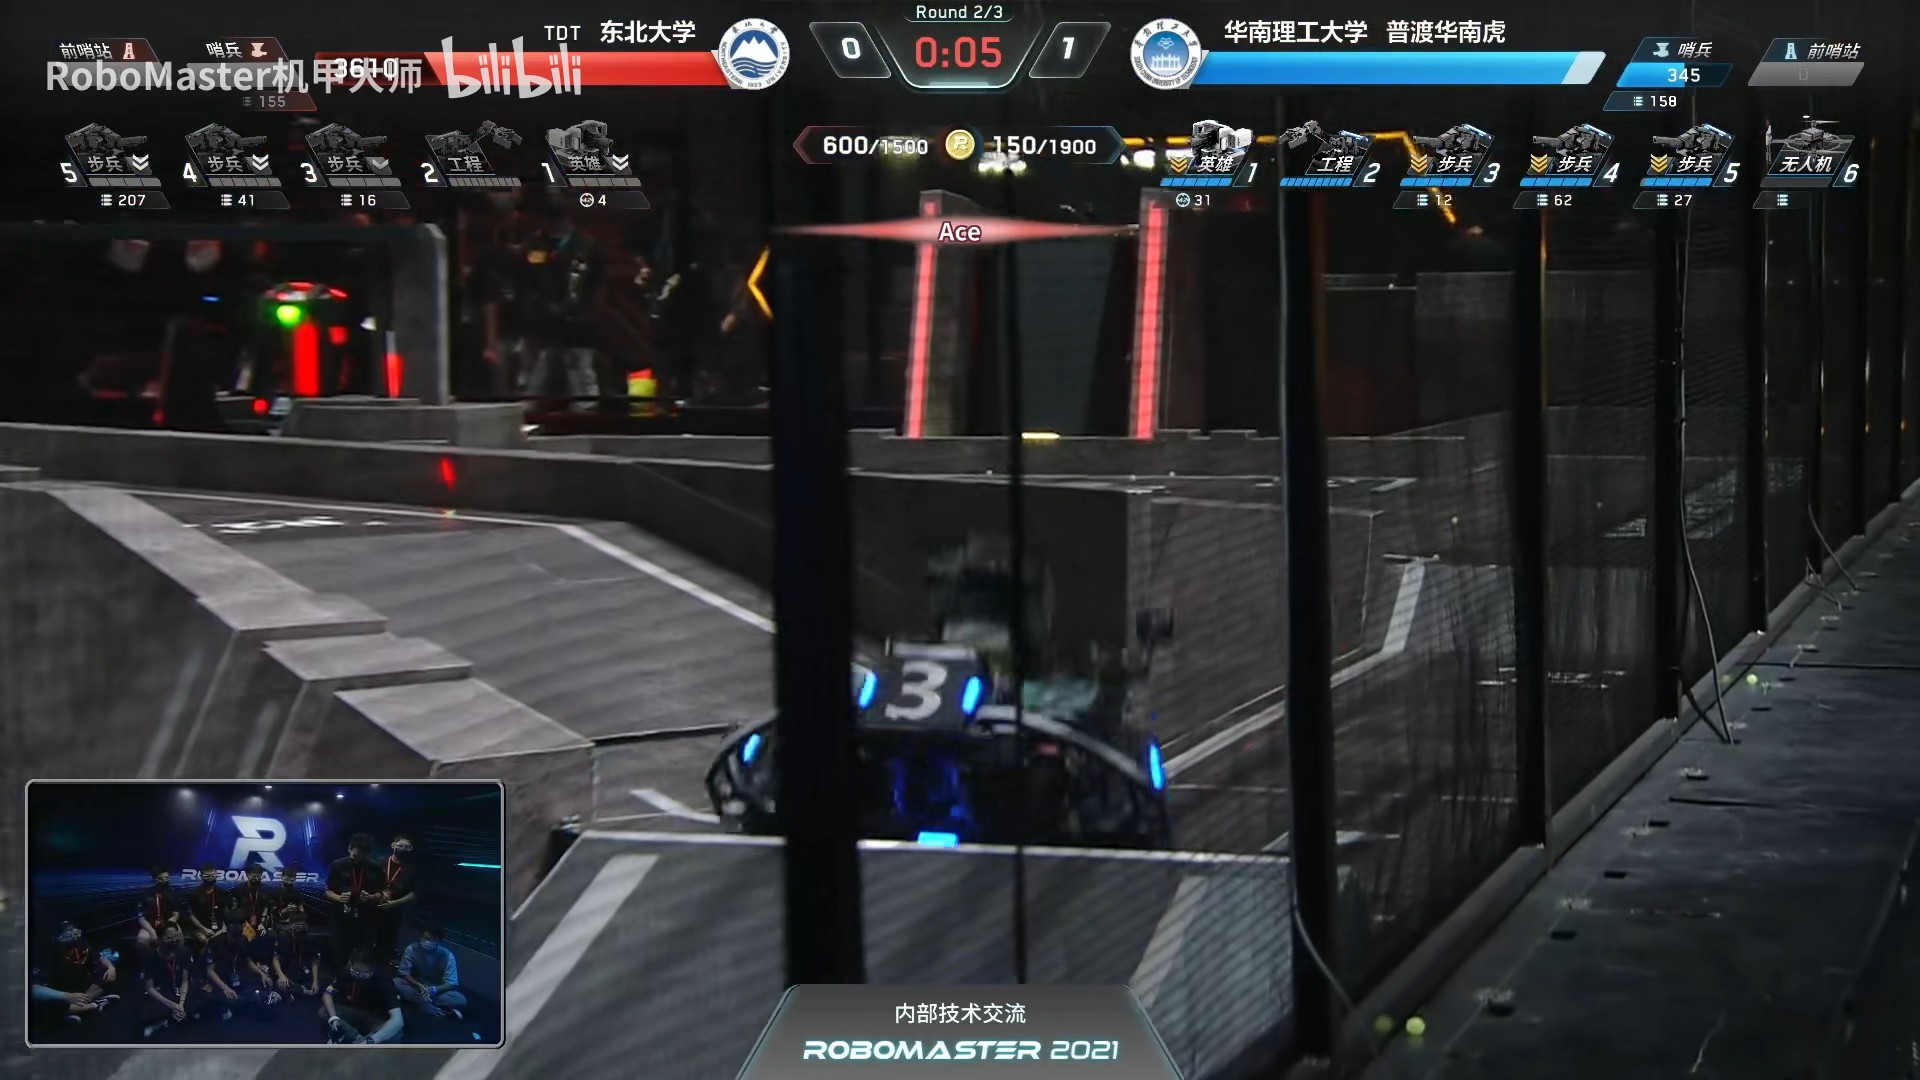 Round 2/3
TDT 东北大学
0
0:05
1
华南理工大学 普渡华南虎
前哨站
哨兵
3610
RoboMaster机甲大师 bilibili
155
哨兵
345
158
前哨站
0
600/1500
150/1900
5 步兵 207
4 步兵 41
3 步兵 16
2 工程
1 英雄 4
英雄 1 31
工程 2
步兵 3 12
步兵 4 62
步兵 5 27
无人机 6
Ace
3
ROBOMASTER
内部技术交流
ROBOMASTER 2021